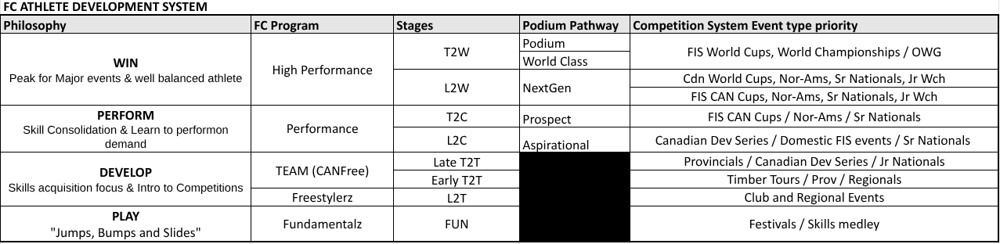 FC ATHLETE DEVELOPMENT SYSTEM
Philosophy FC Program Stages Podium Pathway Competition System Event type priority
WIN
Peak for Major events & well balanced athlete
High Performance
T2W
Podium
World Class
FIS World Cups, World Championships / OWG
L2W
NextGen
Cdn World Cups, Nor-Ams, Sr Nationals, Jr Wch
FIS CAN Cups, Nor-Ams, Sr Nationals, Jr Wch
PERFORM
Skill Consolidation & Learn to performon
demand
Performance
T2C
Prospect
FIS CAN Cups / Nor-Ams / Sr Nationals
L2C
Aspirational
Canadian Dev Series / Domestic FIS events / Sr Nationals
DEVELOP
Skills acquisition focus & Intro to Competitions
TEAM (CANFree)
Late T2T
Provincials / Canadian Dev Series / Jr Nationals
Early T2T
Timber Tours / Prov / Regionals
Freestylerz
L2T
Club and Regional Events
PLAY
"Jumps, Bumps and Slides"
Fundamentalz
FUN
Festivals / Skills medley